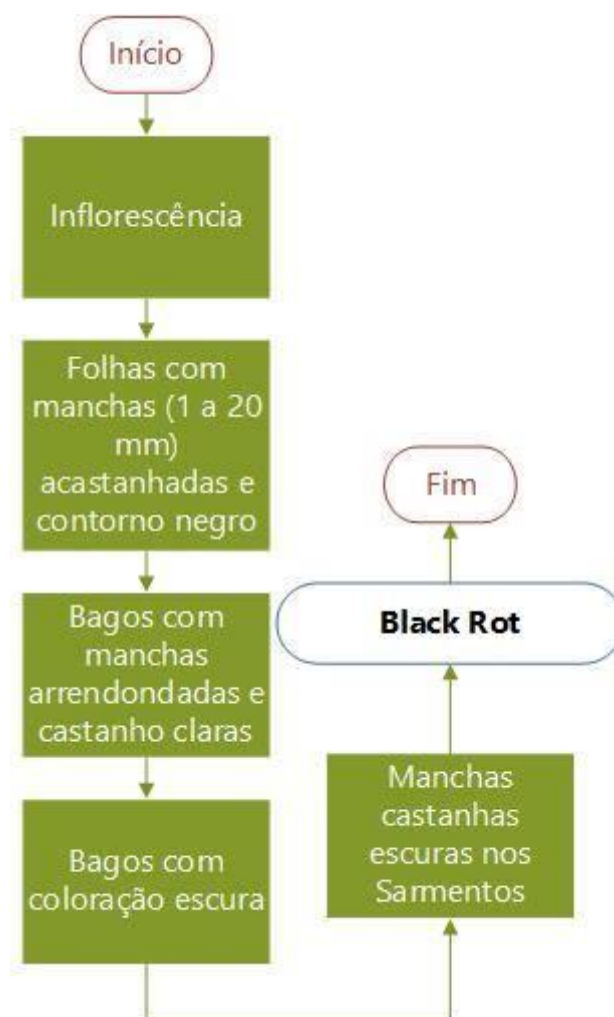 Início
Inflorescência
Folhas com
manchas (1 a 20
mm)
acastanhadas e
contorno negro
Bagos com
manchas
arrendondadas e
castanho claras
Bagos com
coloração escura
Manchas
castanhas
escuras nos
Sarmentos
Black Rot
Fim